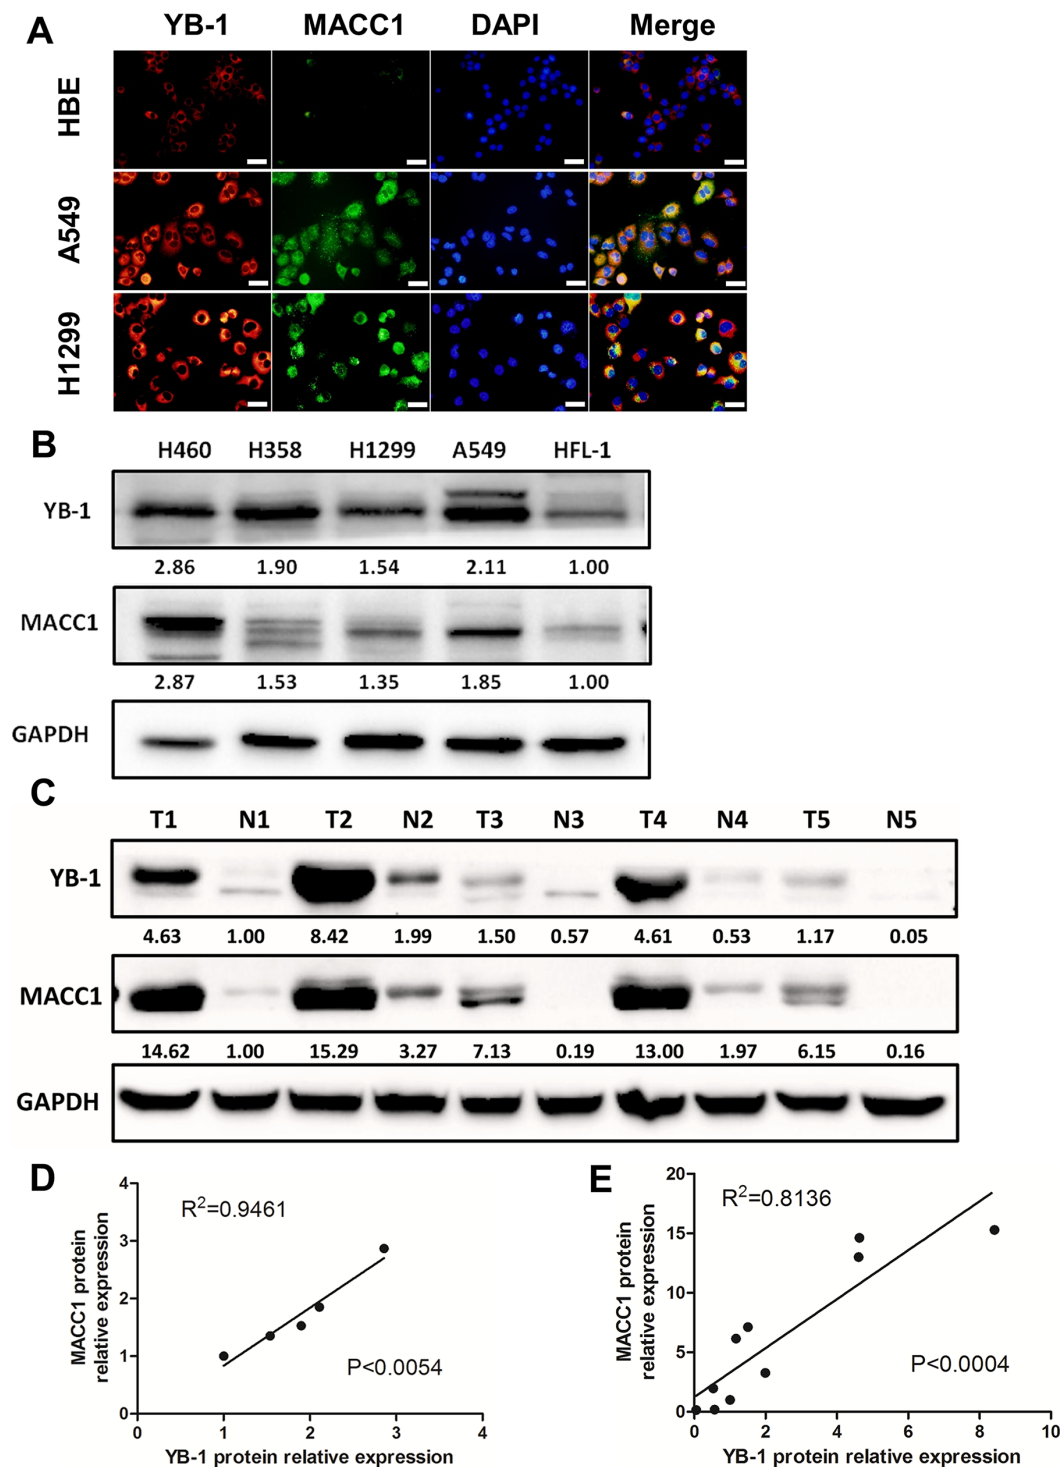 A
YB-1 MACC1 DAPI Merge
HBE
A549
H1299
B
H460 H358 H1299 A549 HFL-1
YB-1
2.86 1.90 1.54 2.11 1.00
MACC1
2.87 1.53 1.35 1.85 1.00
GAPDH
C
T1 N1 T2 N2 T3 N3 T4 N4 T5 N5
YB-1
4.63 1.00 8.42 1.99 1.50 0.57 4.61 0.53 1.17 0.05
MACC1
14.62 1.00 15.29 3.27 7.13 0.19 13.00 1.97 6.15 0.16
GAPDH
D
MACC1 protein
relative expression
4
3
2
1
0
R²=0.9461
P<0.0054
0 1 2 3 4
YB-1 protein relative expression
E
MACC1 protein
relative expression
20
15
10
5
0
R²=0.8136
P<0.0004
0 2 4 6 8 10
YB-1 protein relative expression